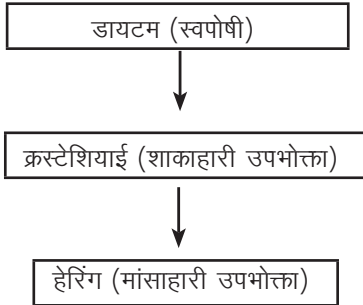 डायटम (स्वपोषी)
क्रस्टेशियाई (शाकाहारी उपभोक्ता)
हेरिंग (मांसाहारी उपभोक्ता)